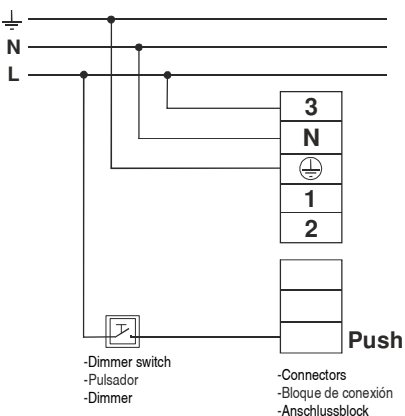 N
L
3
N
1
2
Push
-Dimmer switch
-Pulsador
-Dimmer
-Connectors
-Bloque de conexión
-Anschlussblock